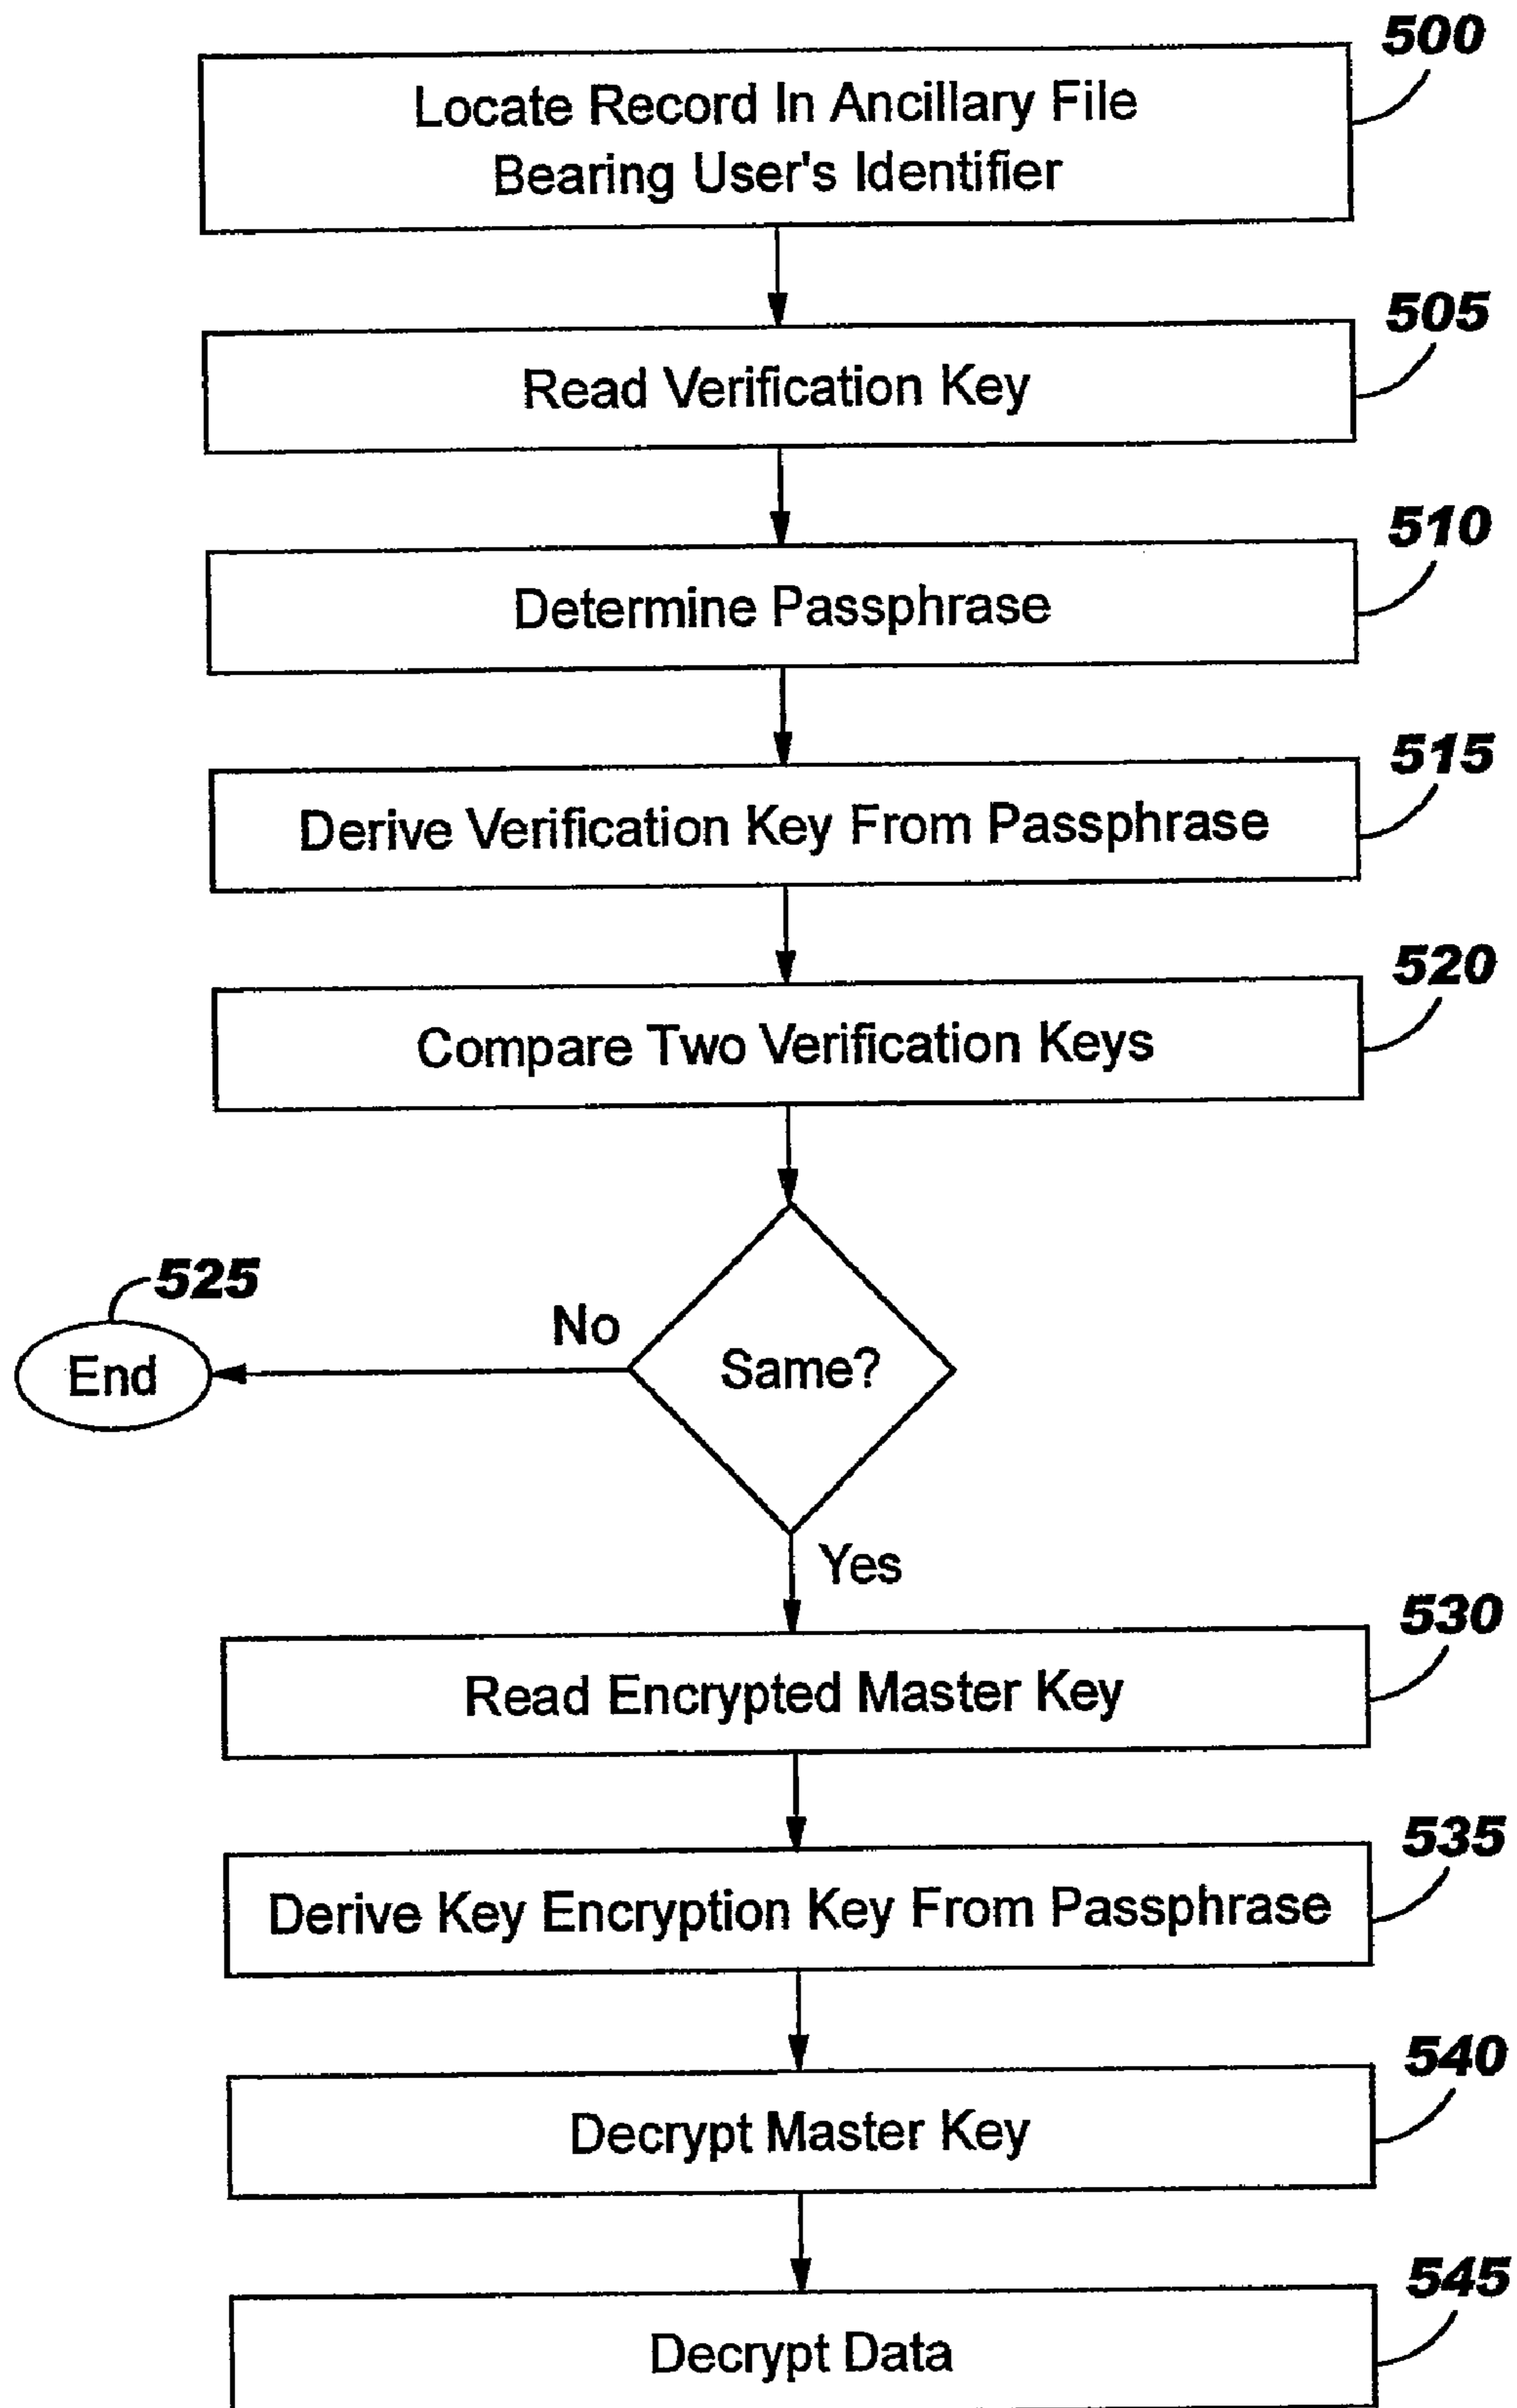 500
Locate Record In Ancillary File
Bearing User's Identifier
505
Read Verification Key
510
Determine Passphrase
515
Derive Verification Key From Passphrase
520
Compare Two Verification Keys
525
End
No
Same?
Yes
530
Read Encrypted Master Key
535
Derive Key Encryption Key From Passphrase
540
Decrypt Master Key
545
Decrypt Data